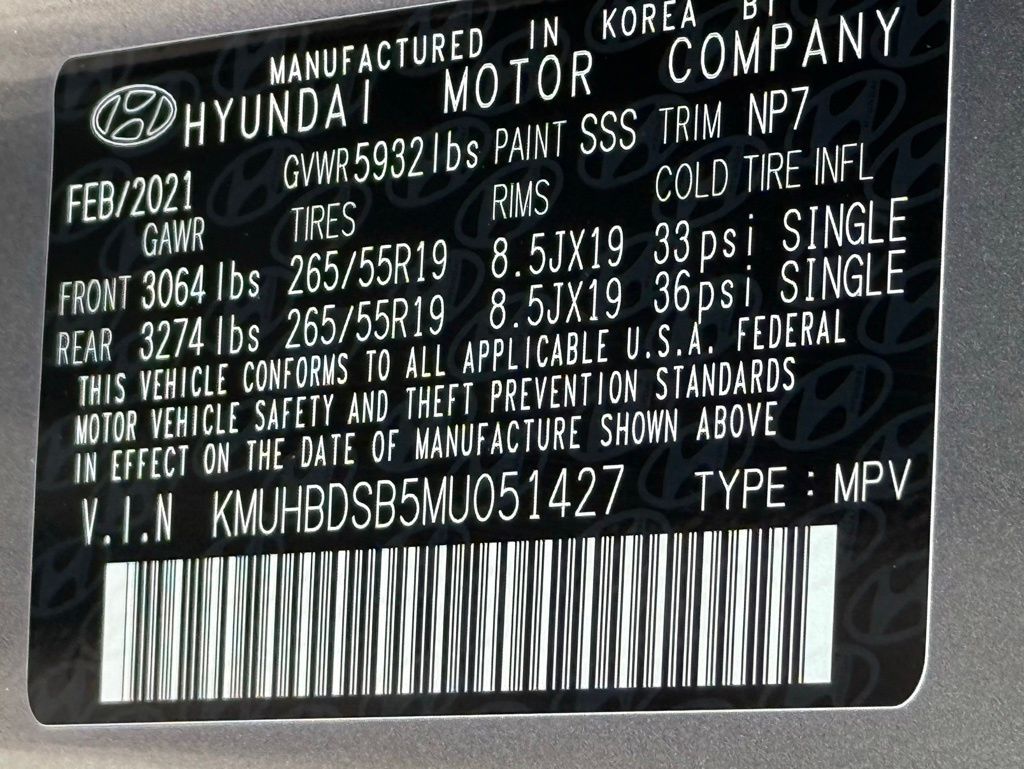 MANUFACTURED IN KOREA BY
HYUNDAI MOTOR COMPANY
FEB/2021 GVWR 5932 lbs PAINT SSS TRIM NP7
GAWR TIRES RIMS COLD TIRE INFL
FRONT 3064 lbs 265/55R19 8.5JX19 33psi SINGLE
REAR 3274 lbs 265/55R19 8.5JX19 36psi SINGLE
THIS VEHICLE CONFORMS TO ALL APPLICABLE U.S.A. FEDERAL
MOTOR VEHICLE SAFETY AND THEFT PREVENTION STANDARDS
IN EFFECT ON THE DATE OF MANUFACTURE SHOWN ABOVE
V.I.N KMUHBDSB5MU051427 TYPE : MPV